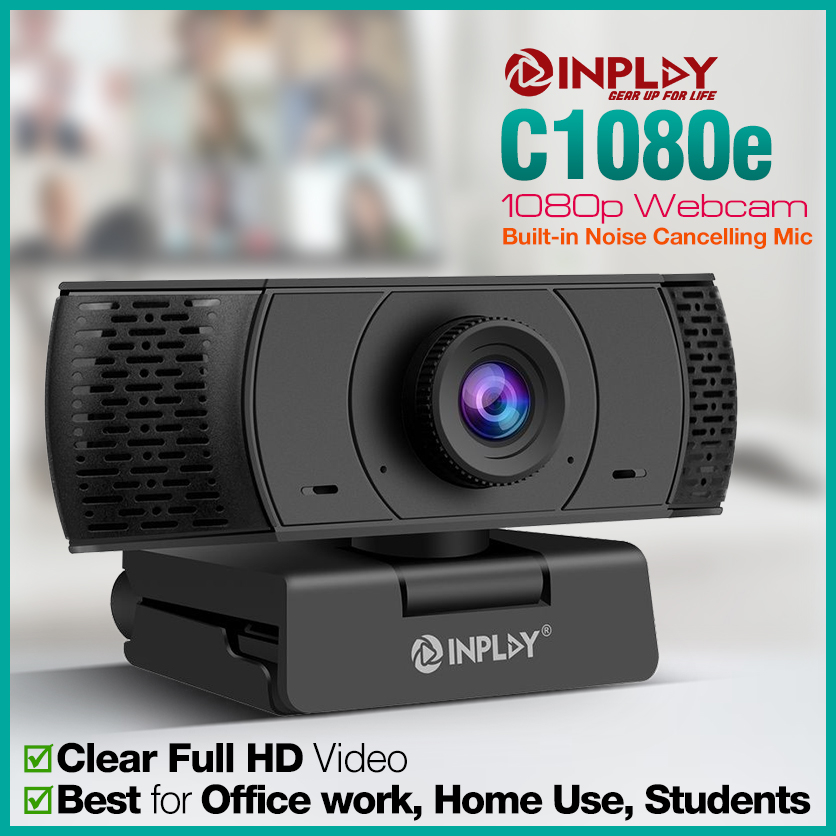 INPLAY
GEAR UP FOR LIFE
C1080e
1080p Webcam
Built-in Noise Cancelling Mic
INPLAY®
Clear Full HD Video
Best for Office work, Home Use, Students